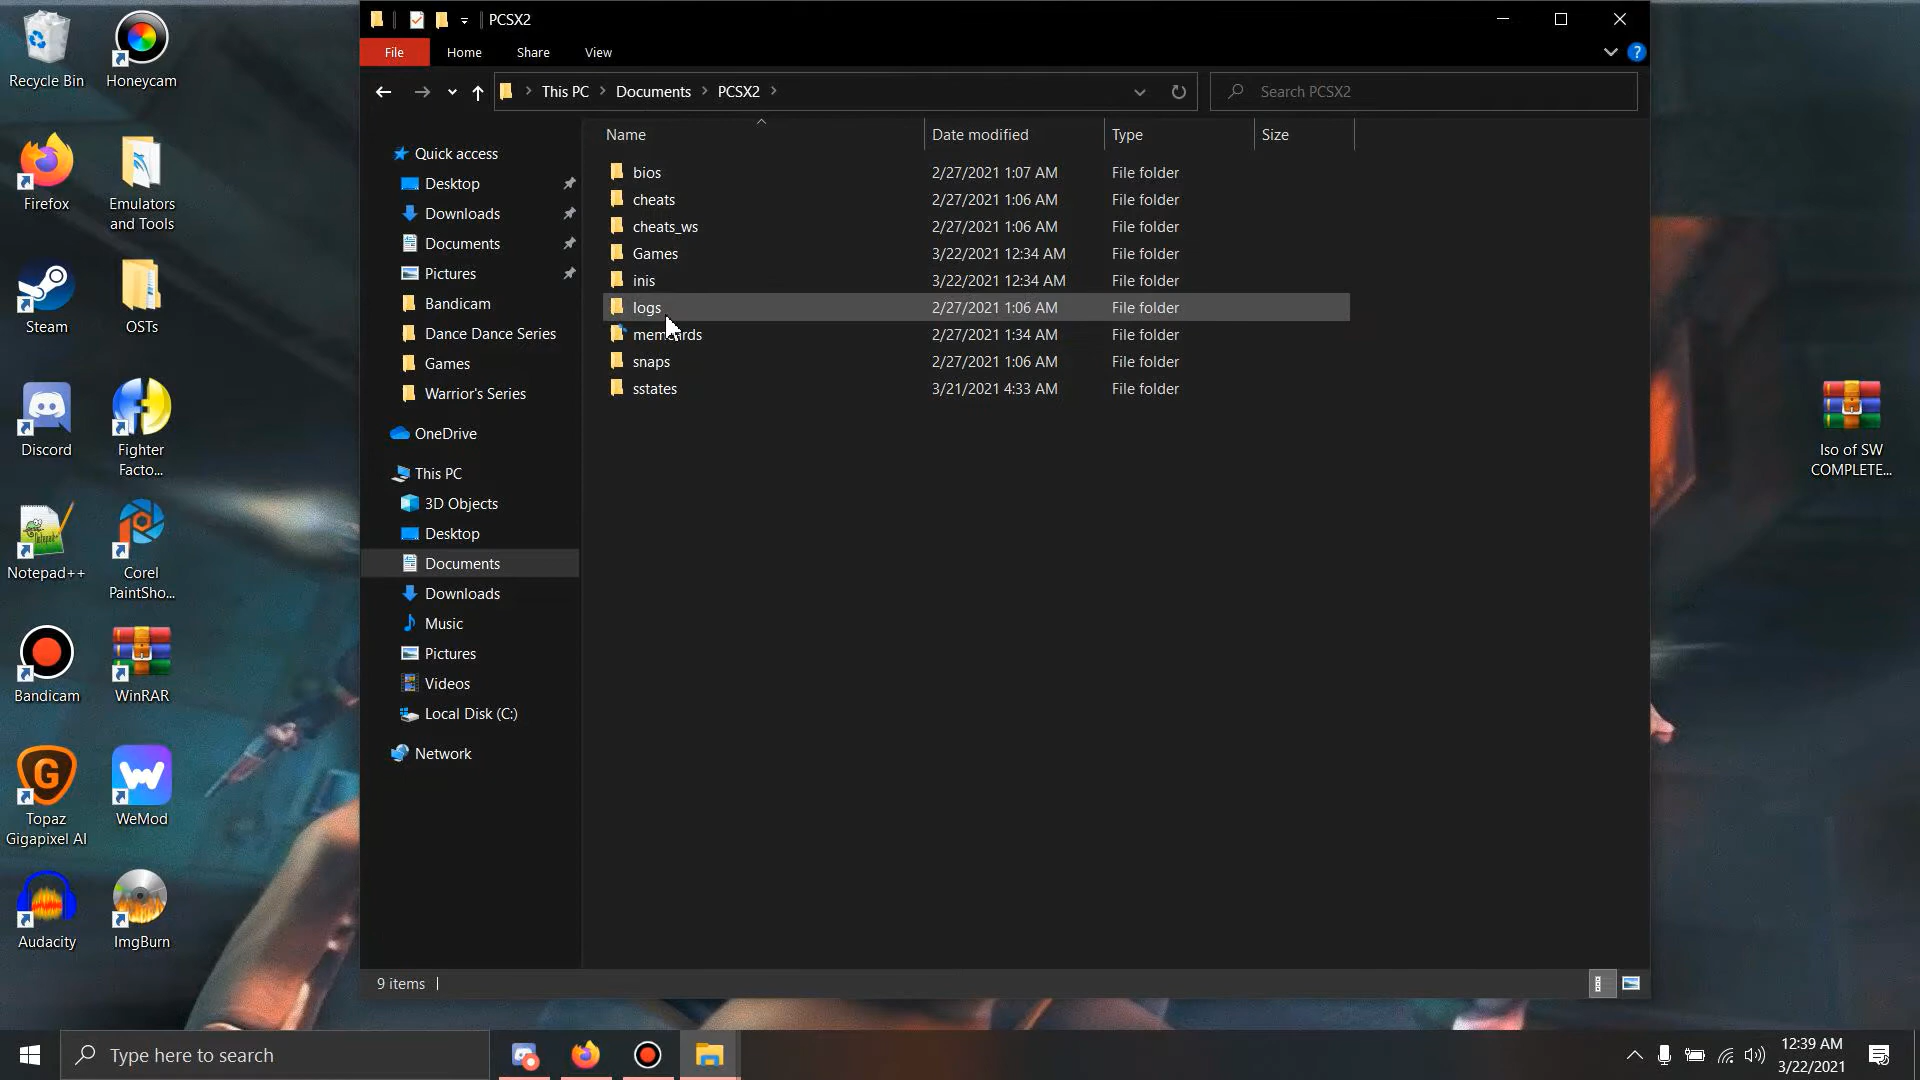 PCSX2
File
Home
Share
View
?
This PC
Documents
PCSX2
Search PCSX2
Name
Date modified
Type
Size
bios 2/27/2021 1:07 AM File folder
cheats 2/27/2021 1:06 AM File folder
cheats_ws 2/27/2021 1:06 AM File folder
Games 3/22/2021 12:34 AM File folder
inis 3/22/2021 12:34 AM File folder
logs 2/27/2021 1:06 AM File folder
2/27/2021 1:34 AM File folder
snaps 2/27/2021 1:06 AM File folder
sstates 3/21/2021 4:33 AM File folder
Quick access
Desktop
Downloads
Documents
Pictures
Bandicam
Dance Dance Series
Games
Warrior's Series
OneDrive
This PC
3D Objects
Desktop
Documents
Downloads
Music
Pictures
Videos
Local Disk (C:)
Network
9 items
Recycle Bin
Honeycam
Firefox
Emulators
and Tools
Steam
OSTs
Discord
Fighter
Facto...
Notepad++
Corel
PaintSho...
Bandicam
WinRAR
Topaz
Gigapixel AI
WeMod
Audacity
ImgBurn
Iso of SW
COMPLETE...
Type here to search
12:39 AM
3/22/2021